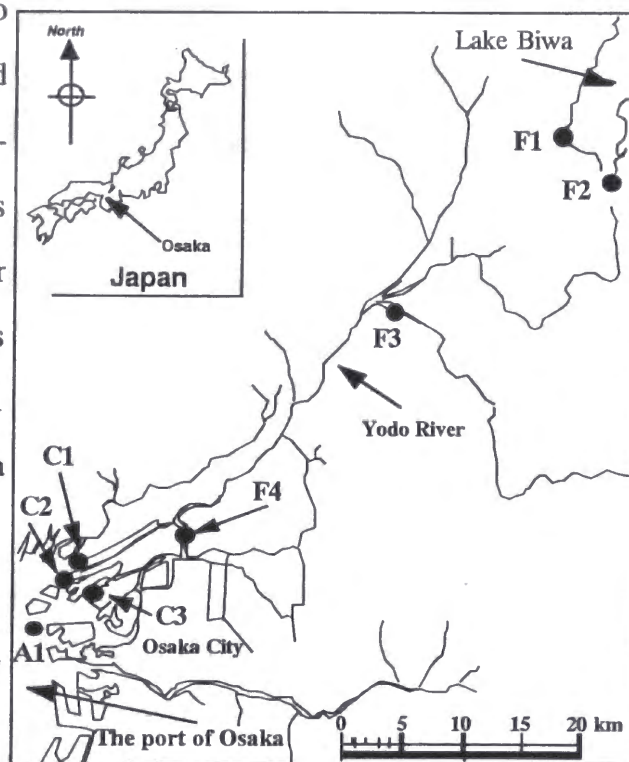 North
Lake Biwa
F1
F2
Osaka
Japan
F3
Yodo River
C1
C2
F4
C3
Osaka City
A1
The port of Osaka
0 5 10 15 20 km